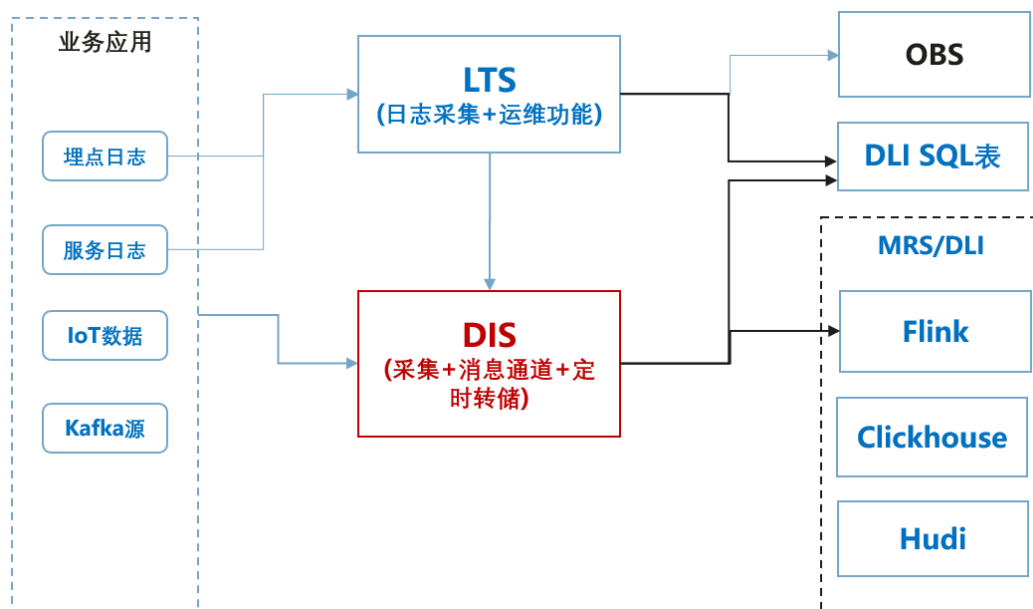 业务应用
埋点日志
服务日志
IoT数据
Kafka源
LTS
(日志采集+运维功能)
DIS
(采集+消息通道+定
时转储)
OBS
DLI SQL表
MRS/DLI
Flink
Clickhouse
Hudi